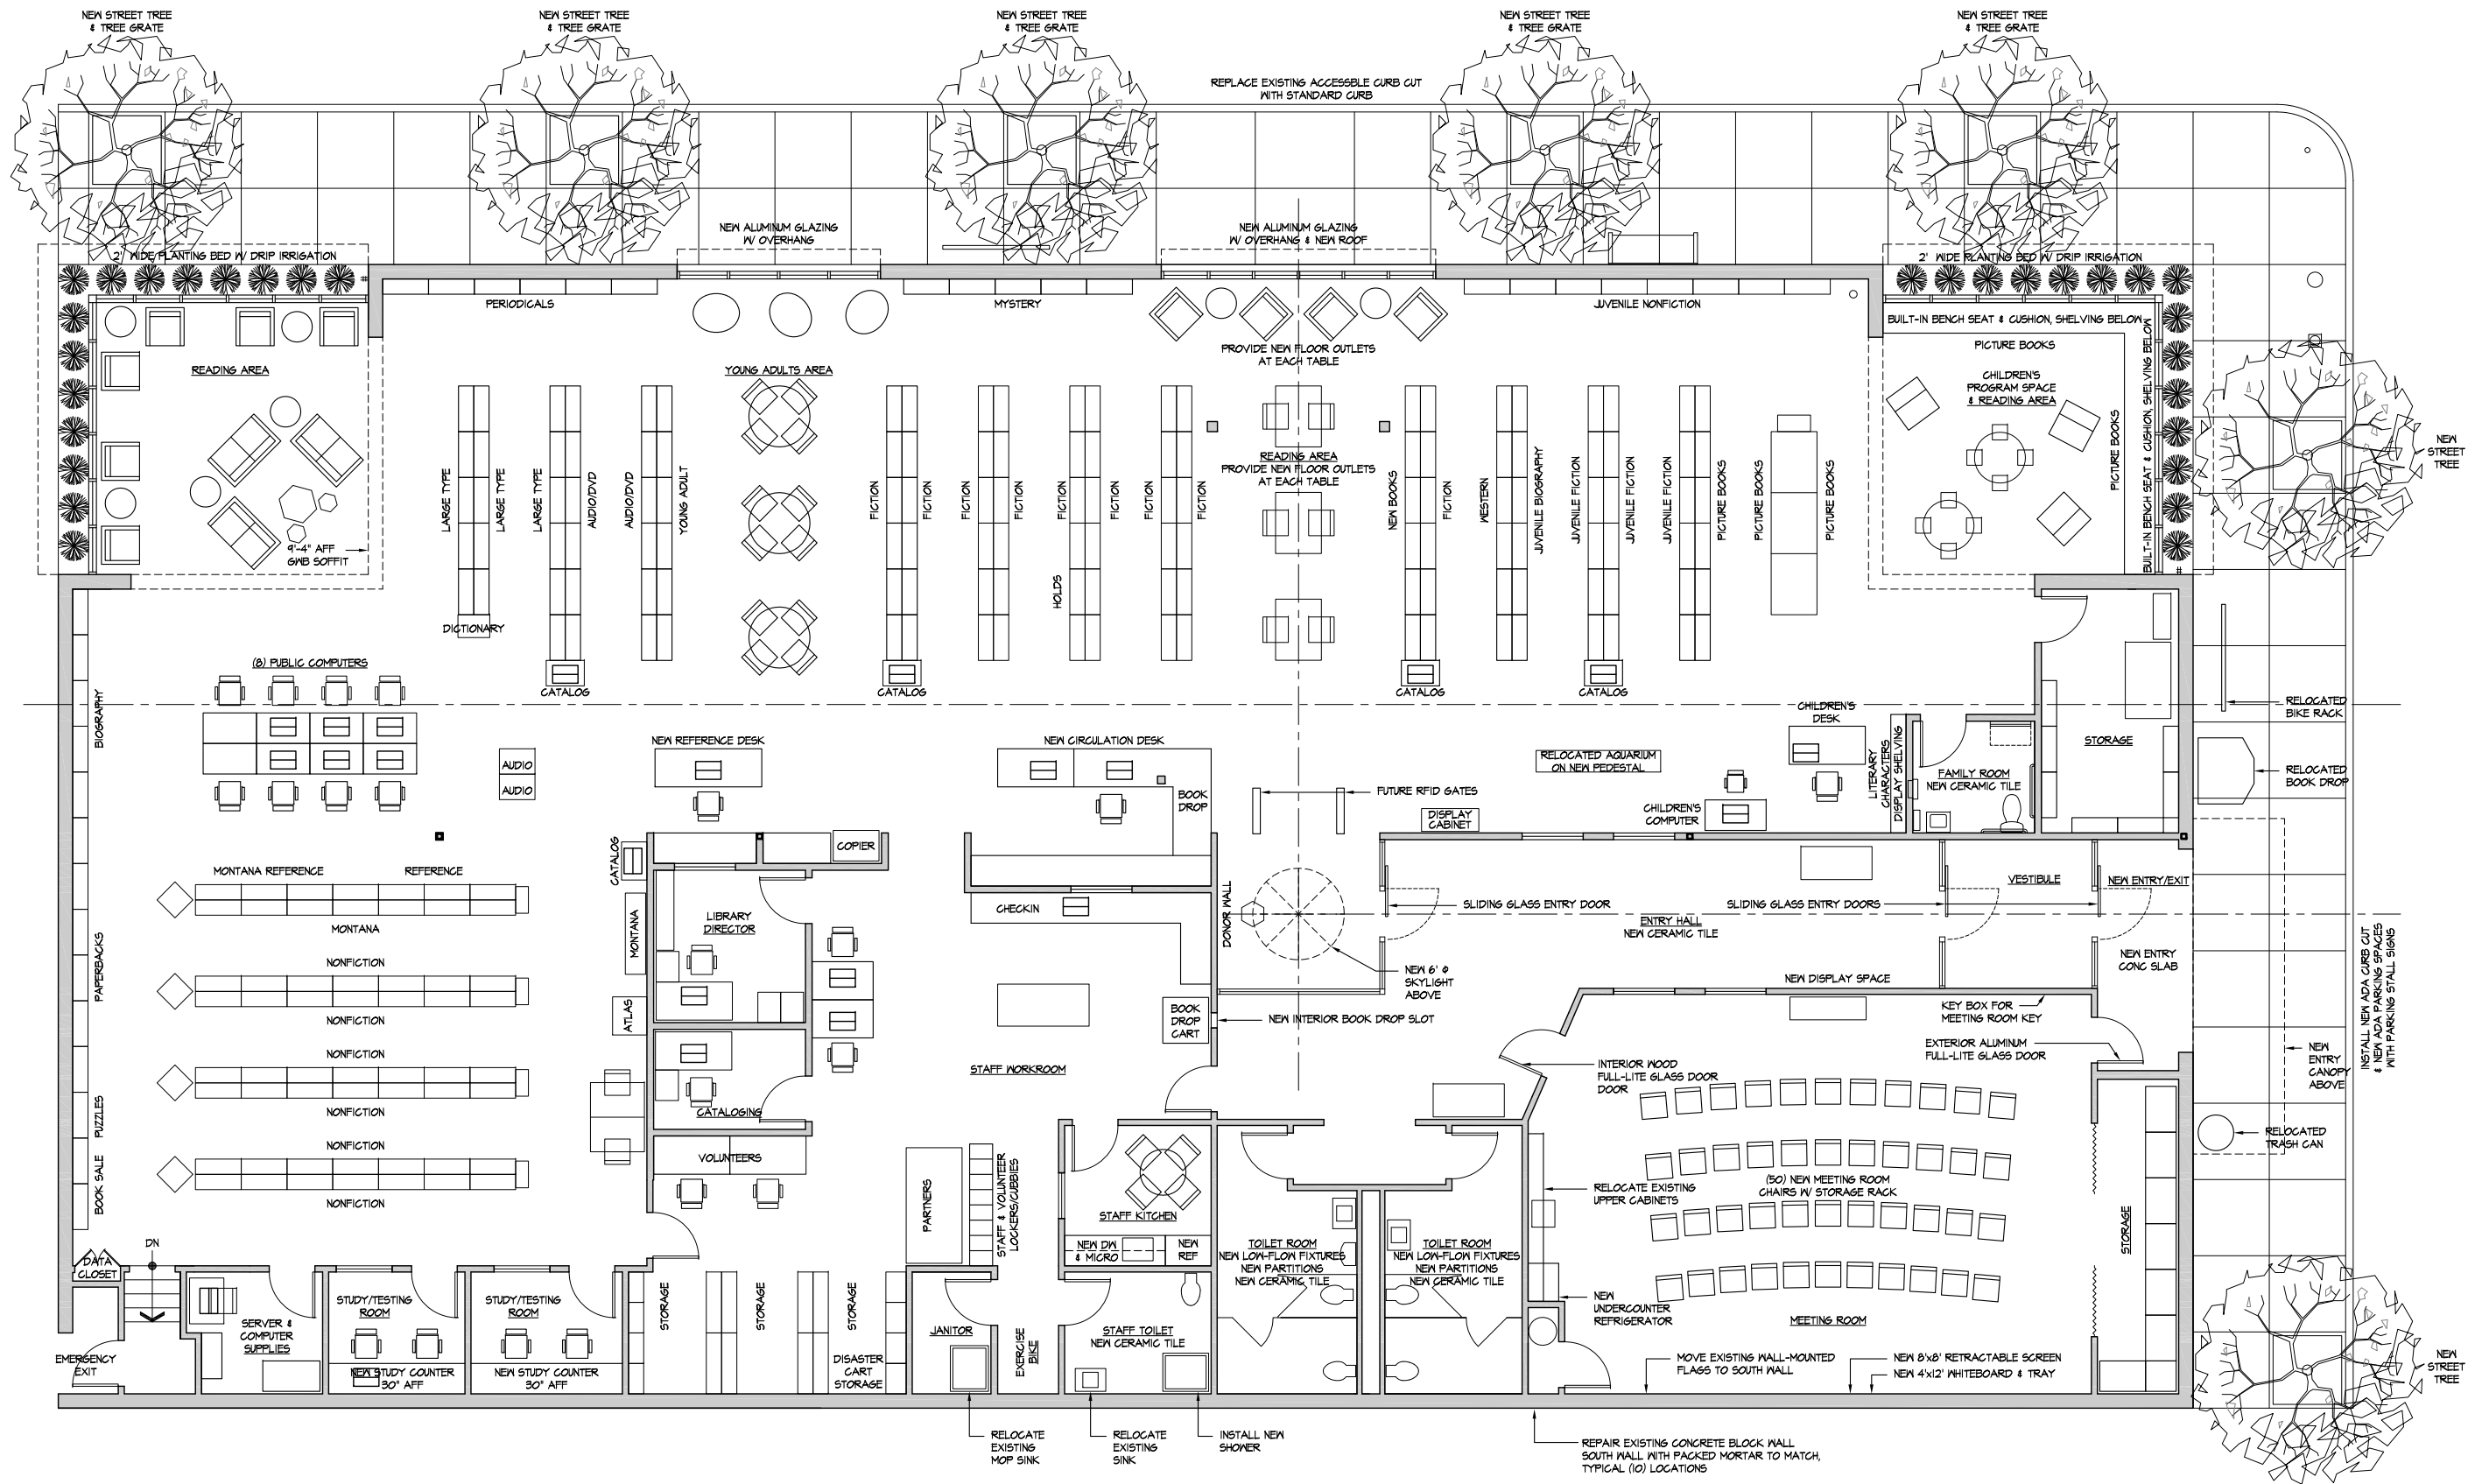 NEW STREET TREE
& TREE GRATE
NEW STREET TREE
& TREE GRATE
NEW STREET TREE
& TREE GRATE
NEW STREET TREE
& TREE GRATE
NEW STREET TREE
& TREE GRATE
REPLACE EXISTING ACCESSBLE CURB CUT
WITH STANDARD CURB
NEW ALUMINUM GLAZING
W/ OVERHANG
NEW ALUMINUM GLAZING
W/ OVERHANG & NEW ROOF
2' WIDE PLANTING BED W/ DRIP IRRIGATION
2' WIDE PLANTING BED W/ DRIP IRRIGATION
PERIODICALS
MYSTERY
JUVENILE NONFICTION
BUILT-IN BENCH SEAT & CUSHION, SHELVING BELOW
BUILT-IN BENCH SEAT & CUSHION, SHELVING BELOW
PICTURE BOOKS
PICTURE BOOKS
CHILDREN'S
PROGRAM SPACE
& READING AREA
READING AREA
YOUNG ADULTS AREA
PROVIDE NEW FLOOR OUTLETS
AT EACH TABLE
READING AREA
PROVIDE NEW FLOOR OUTLETS
AT EACH TABLE
NEW
STREET
TREE
LARGE TYPE
LARGE TYPE
LARGE TYPE
AUDIO/DVD
AUDIO/DVD
YOUNG ADULT
FICTION
FICTION
FICTION
FICTION
FICTION
HOLDS
FICTION
FICTION
FICTION
NEW BOOKS
FICTION
WESTERN
JUVENILE BIOGRAPHY
JUVENILE FICTION
JUVENILE FICTION
JUVENILE FICTION
PICTURE BOOKS
PICTURE BOOKS
PICTURE BOOKS
9'-4" AFF
GWB SOFFIT
DICTIONARY
CATALOG
CATALOG
CATALOG
CATALOG
(8) PUBLIC COMPUTERS
BIOGRAPHY
AUDIO
AUDIO
NEW REFERENCE DESK
NEW CIRCULATION DESK
BOOK
DROP
RELOCATED AQUARIUM
ON NEW PEDESTAL
CHILDREN'S
DESK
LITERARY
CHARACTERS
DISPLAY SHELVING
FAMILY ROOM
NEW CERAMIC TILE
STORAGE
RELOCATED
BIKE RACK
RELOCATED
BOOK DROP
FUTURE RFID GATES
DISPLAY
CABINET
CHILDREN'S
COMPUTER
COPIER
CATALOG
MONTANA REFERENCE
REFERENCE
MONTANA
MONTANA
LIBRARY
DIRECTOR
CHECKIN
DONOR WALL
SLIDING GLASS ENTRY DOOR
SLIDING GLASS ENTRY DOORS
VESTIBULE
NEW ENTRY/EXIT
ENTRY HALL
NEW CERAMIC TILE
NEW ENTRY
CONC SLAB
INSTALL NEW ADA CURB CUT
& NEW ADA PARKING SPACES
WITH PARKING STALL SIGNS
PAPERBACKS
NONFICTION
NONFICTION
ATLAS
NEW 6' Φ
SKYLIGHT
ABOVE
NEW DISPLAY SPACE
KEY BOX FOR
MEETING ROOM KEY
BOOK
DROP
CART
NEW INTERIOR BOOK DROP SLOT
EXTERIOR ALUMINUM
FULL-LITE GLASS DOOR
NEW
ENTRY
CANOPY
ABOVE
INTERIOR WOOD
FULL-LITE GLASS DOOR
DOOR
NONFICTION
NONFICTION
PUZZLES
STAFF WORKROOM
CATALOGING
RELOCATED
TRASH CAN
NONFICTION
NONFICTION
BOOK SALE
VOLUNTEERS
PARTNERS
STAFF & VOLUNTEER
LOCKERS/CUBBIES
STAFF KITCHEN
NEW DW
& MICRO
NEW
REF
(50) NEW MEETING ROOM
CHAIRS W/ STORAGE RACK
RELOCATE EXISTING
UPPER CABINETS
STORAGE
TOILET ROOM
NEW LOW-FLOW FIXTURES
NEW PARTITIONS
NEW CERAMIC TILE
TOILET ROOM
NEW LOW-FLOW FIXTURES
NEW PARTITIONS
NEW CERAMIC TILE
DN
DATA
CLOSET
STUDY/TESTING
ROOM
STUDY/TESTING
ROOM
SERVER &
COMPUTER
SUPPLIES
STORAGE
STORAGE
STORAGE
DISASTER
CART
STORAGE
JANITOR
EXERCISE
BIKE
STAFF TOILET
NEW CERAMIC TILE
NEW
UNDERCOUNTER
REFRIGERATOR
MEETING ROOM
EMERGENCY
EXIT
NEW STUDY COUNTER
30" AFF
NEW STUDY COUNTER
30" AFF
MOVE EXISTING WALL-MOUNTED
FLAGS TO SOUTH WALL
NEW 8'x8' RETRACTABLE SCREEN
NEW 4'x12' WHITEBOARD & TRAY
NEW
STREET
TREE
RELOCATE
EXISTING
MOP SINK
RELOCATE
EXISTING
SINK
INSTALL NEW
SHOWER
REPAIR EXISTING CONCRETE BLOCK WALL
SOUTH WALL WITH PACKED MORTAR TO MATCH,
TYPICAL (10) LOCATIONS